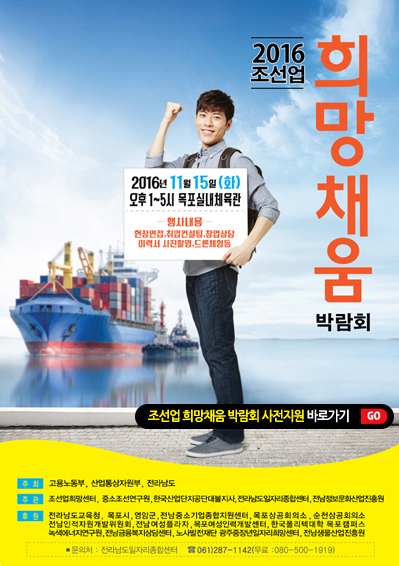 2016
조선업
희망채움
박람회
2016년 11월 15일 (화)
오후 1~5시 목포실내체육관
행사내용
현장면접,취업컨설팅,창업상담
이력서 사진촬영,드론체험등
조선업 희망채움 박람회 사전지원 바로가기 GO
주 최 고용노동부, 산업통상자원부, 전라남도
주 관 조선업희망센터, 중소조선연구원, 한국산업단지공단대불지사, 전라남도일자리종합센터, 전남정보문화산업진흥원
후 원 전라남도교육청, 목포시, 영암군, 전남중소기업종합지원센터, 목포상공회의소, 순천상공회의소
전남인적자원개발위원회, 전남여성플라자, 목포여성인력개발센터, 한국폴리텍대학 목포캠퍼스
녹색에너지연구원, 전남금융복지상담센터, 노사발전재단 광주중장년일자리희망센터, 전남생물산업진흥원
■ 문의처 : 전라남도일자리종합센터 ☎ 061)287-1142(무료 :080-500-1919)